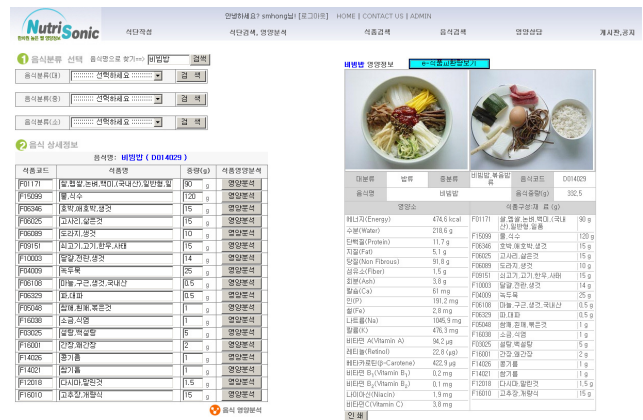 안녕하세요? smhong님! [로그아웃] HOME | CONTACT US | ADMIN
NutriSonic
식단작성 식단검색, 영양분석 식품검색 음식검색 영양상담 게시판,공지
1 음식분류 선택 음식명으로 찾기=> 비빔밥 검색
음식분류(대) :::::::::: 선택하세요 :::::::::: 검 색
음식분류(중) :::::::::: 선택하세요 :::::::::: 검 색
음식분류(소) :::::::::: 선택하세요 :::::::::: 검 색
2 음식 상세정보
음식명: 비빔밥 ( D014029 )
식품코드 식품명 중량(g) 식품영양분석
F01171 쌀,멥쌀,논벼,백미,(국내산),일반형,밀 90 g 영양분석
F15099 물,식수 120 g 영양분석
F06346 호박,애호박,생것 15 g 영양분석
F06025 고사리,삶은것 15 g 영양분석
F06089 도라지,생것 10 g 영양분석
F09151 쇠고기,고기,한우,사태 15 g 영양분석
F10003 달걀,전란,생것 14 g 영양분석
F04009 녹두묵 25 g 영양분석
F06108 마늘,구근,생것,국내산 0.5 g 영양분석
F06329 파,대파 0.5 g 영양분석
F05048 참깨,흰깨,볶은것 1 g 영양분석
F16038 소금,식염 1 g 영양분석
F03025 설탕,백설탕 5 g 영양분석
F16001 간장,왜간장 2 g 영양분석
F14026 콩기름 1 g 영양분석
F14021 참기름 1 g 영양분석
F12018 다시마,말린것 1.5 g 영양분석
F16010 고추장,개량식 15 g 영양분석
음식 영양분석
비빔밥 영양정보 e-식품교환표보기
대분류 밥류 중분류 비빔밥,볶음밥류 음식코드 D014029
음식명 비빔밥 음식중량(g) 332.5
영양소 식품구성:재 료 (g)
에너지(Energy) 474.6 kcal
수분(Water) 218.6 g
단백질(Protein) 11.7 g
지질(Fat) 5.1 g
당질(Non Fibrous) 91.8 g
섬유소(Fiber) 1.5 g
회분(Ash) 3.8 g
칼슘(Ca) 61 mg
인(P) 191.2 mg
철(Fe) 2.8 mg
나트륨(Na) 1045.9 mg
칼륨(K) 476.3 mg
비타민 A(Vitamin A) 94.2 μg
레티놀(Retinol) 22.8 (μg)
베타카로틴(β-Carotene) 422.9 μg
비타민 B₁(Vitamin B₁) 0.2 mg
비타민 B₂(Vitamin B₂) 0.1 mg
나이아신(Niacin) 1.9 mg
비타민C(Vitamin C) 3.8 mg
F01171 쌀,멥쌀,논벼,백미,(국내산),일반형,밀 90 g
F15099 물,식수 120 g
F06346 호박,애호박,생것 15 g
F06025 고사리,삶은것 15 g
F06089 도라지,생것 10 g
F09151 쇠고기,고기,한우,사태 15 g
F10003 달걀,전란,생것 14 g
F04009 녹두묵 25 g
F06108 마늘,구근,생것,국내산 0.5 g
F06329 파,대파 0.5 g
F05048 참깨,흰깨,볶은것 1 g
F16038 소금,식염 1 g
F03025 설탕,백설탕 5 g
F16001 간장,왜간장 2 g
F14026 콩기름 1 g
F14021 참기름 1 g
F12018 다시마,말린것 1.5 g
F16010 고추장,개량식 15 g
인 쇄